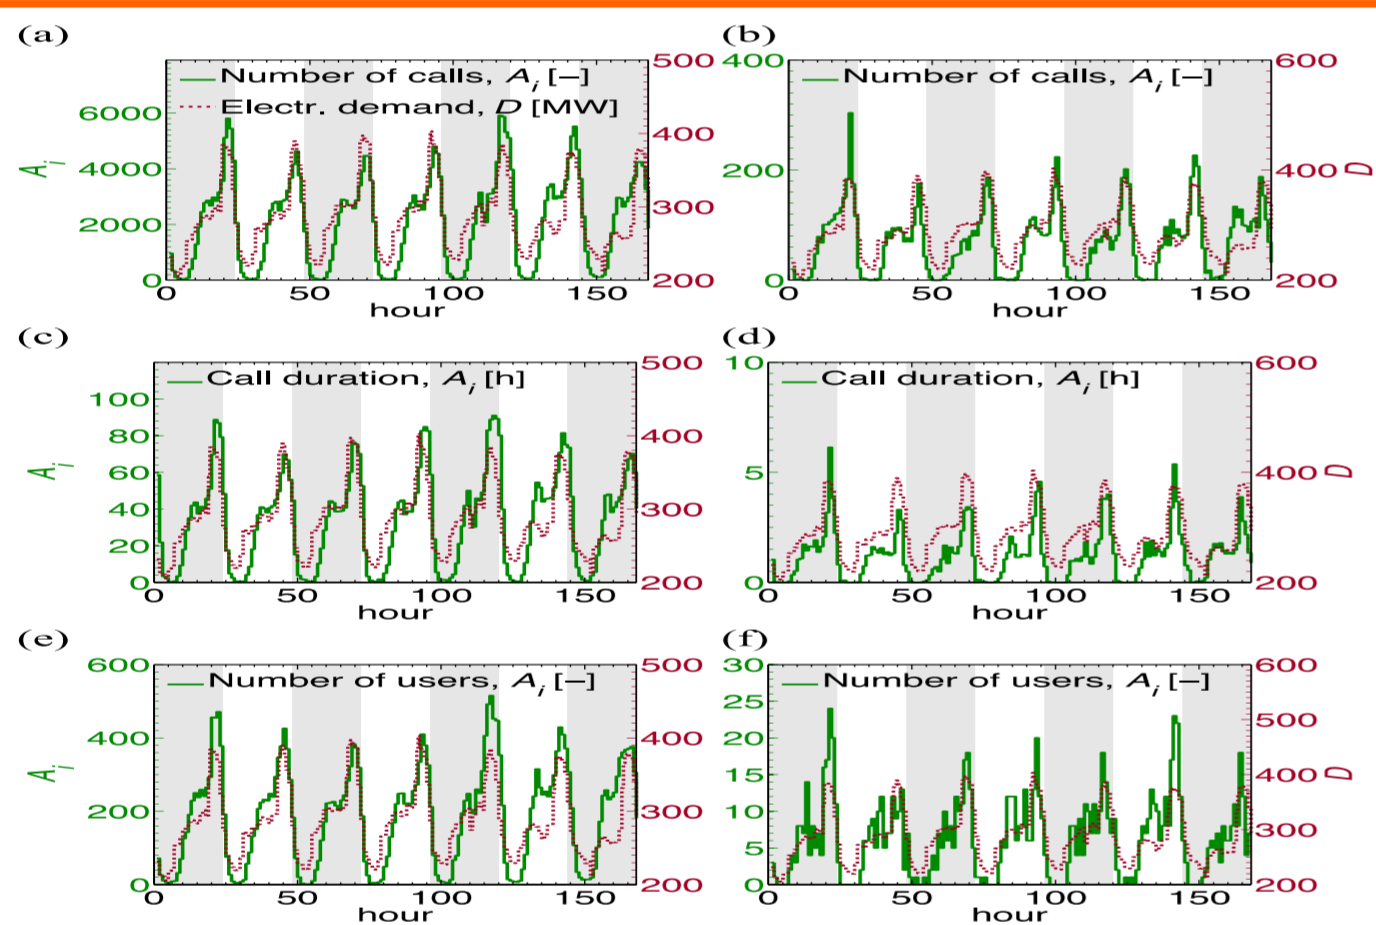 (a)
500
Number of calls, A_i [–]
Electr. demand, D [MW]
6000
400
A_i
4000
300
2000
0
200
0 50 100 150
hour
(b)
400
600
Number of calls, A_i [–]
200
400
D
0
200
0 50 100 150
hour
(c)
500
Call duration, A_i [h]
100
80
400
A_i
60
40
300
20
0
200
0 50 100 150
hour
(d)
10
600
Call duration, A_i [h]
5
400
D
0
200
0 50 100 150
hour
(e)
600
500
Number of users, A_i [–]
400
400
A_i
200
300
0
200
0 50 100 150
hour
(f)
30
600
Number of users, A_i [–]
25
500
20
15
400
D
10
300
5
0
200
0 50 100 150
hour